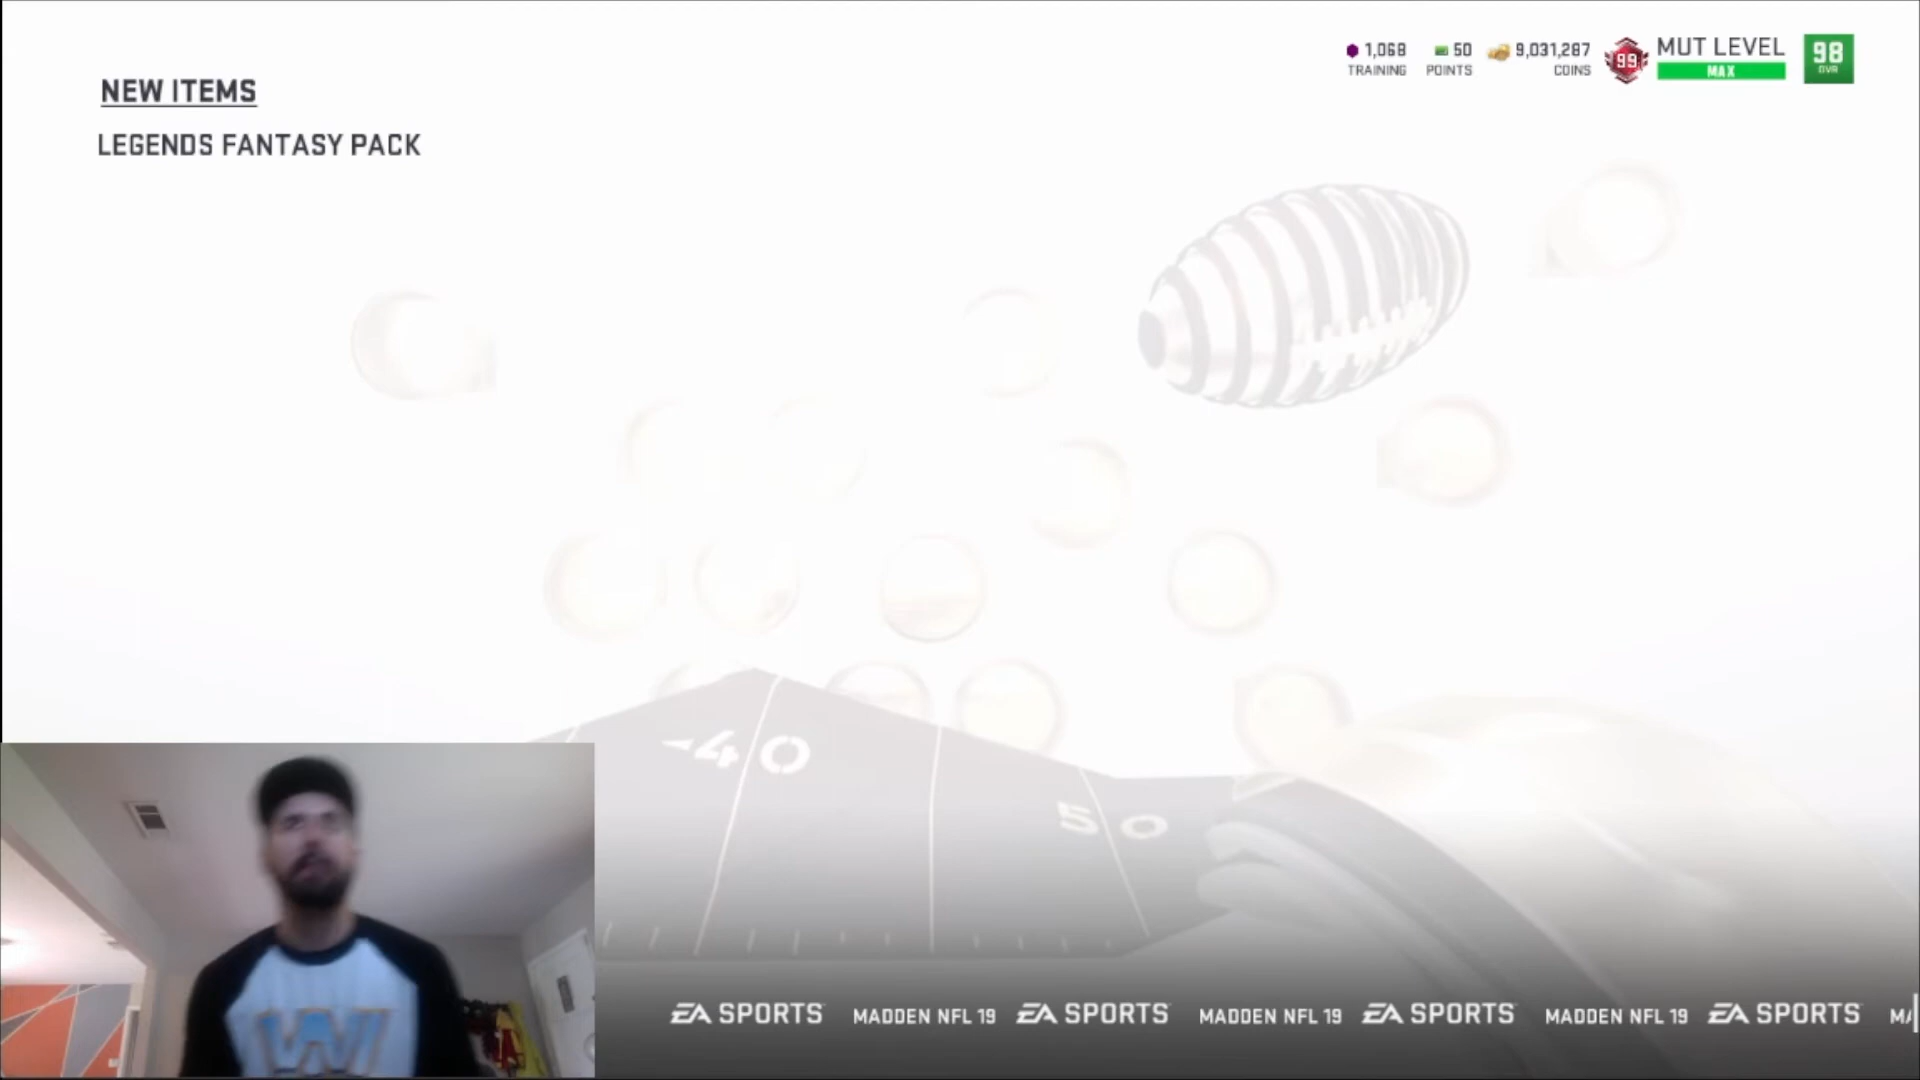 NEW ITEMS
LEGENDS FANTASY PACK
1,068 TRAINING
50 POINTS
9,031,287 COINS
99
MUT LEVEL
MAX
98
OVR
40
50
EA SPORTS MADDEN NFL 19 EA SPORTS MADDEN NFL 19 EA SPORTS MADDEN NFL 19 EA SPORTS MA